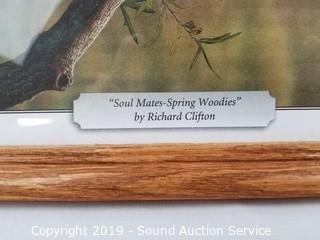 "Soul Mates-Spring Woodies"
by Richard Clifton
Copyright 2019 - Sound Auction Service